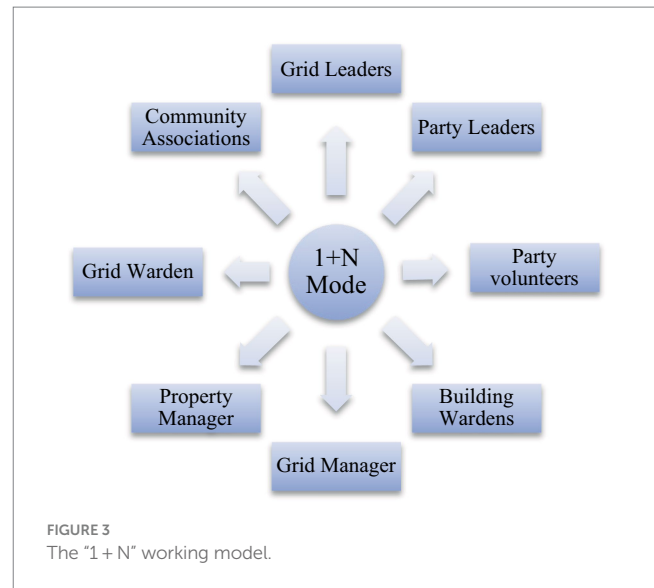 Grid Leaders
Community
Associations
Party Leaders
Grid Warden
1+N
Mode
Party
volunteers
Property
Manager
Building
Wardens
Grid Manager
FIGURE 3
The "1 + N" working model.